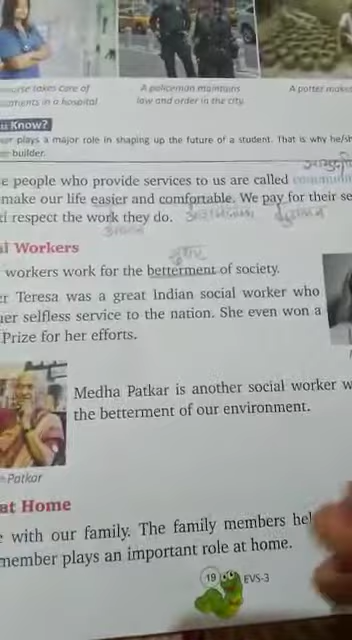 nurse takes care of
patients in a hospital
A policeman maintains
law and order in the city.
A potter makes
Know?
plays a major role in shaping up the future of a student. That is why he/sh
builder.
e people who provide services to us are called
make our life easier and comfortable. We pay for their se
respect the work they do.
Workers
workers work for the betterment of society.
er Teresa was a great Indian social worker who
her selfless service to the nation. She even won a
Prize for her efforts.
Medha Patkar is another social worker w
the betterment of our environment.
Patkar
at Home
e with our family. The family members hel
member plays an important role at home.
19
EVS-3